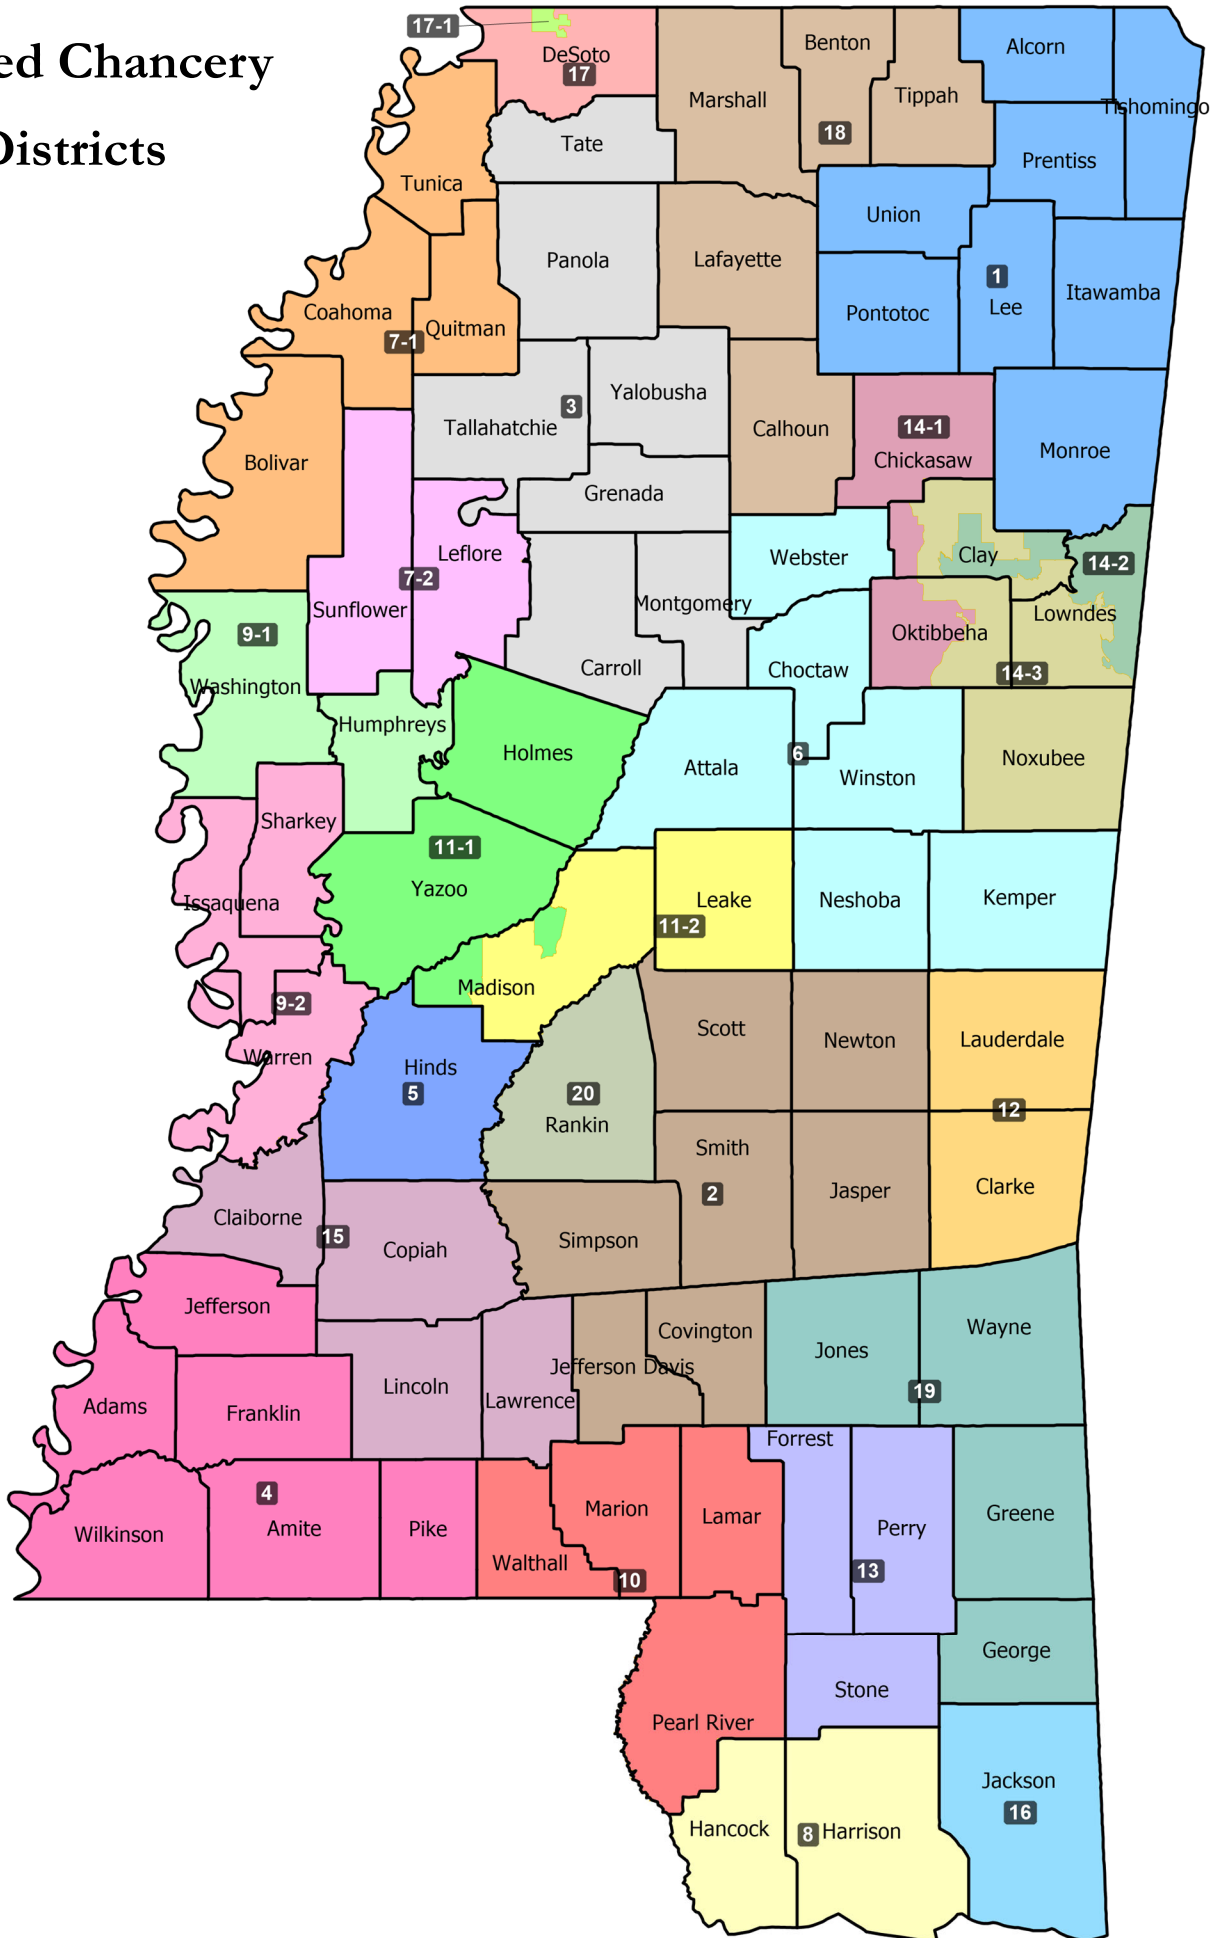 ed Chancery
Districts
17-1
DeSoto
17
Benton
Alcorn
Marshall
Tippah
Tishomingo
18
Tate
Prentiss
Tunica
Union
Panola
Lafayette
1
Lee
Itawamba
Coahoma
Pontotoc
7-1
Quitman
Yalobusha
3
Tallahatchie
Calhoun
14-1
Chickasaw
Monroe
Bolivar
Grenada
Leflore
Webster
Clay
14-2
7-2
Sunflower
Montgomery
Lowndes
9-1
Oktibbeha
Carroll
Choctaw
14-3
Washington
Humphreys
Holmes
6
Attala
Winston
Noxubee
Sharkey
11-1
Yazoo
Issaquena
Leake
Neshoba
Kemper
11-2
Madison
9-2
Scott
Newton
Lauderdale
Warren
Hinds
5
20
Rankin
12
Smith
2
Jasper
Clarke
Claiborne
15
Copiah
Simpson
Jefferson
Covington
Jones
Wayne
Jefferson Davis
Lincoln
Lawrence
19
Adams
Franklin
Forrest
4
Wilkinson
Amite
Pike
Marion
Lamar
Perry
Greene
Walthall
10
13
George
Stone
Pearl River
Jackson
16
Hancock
8
Harrison